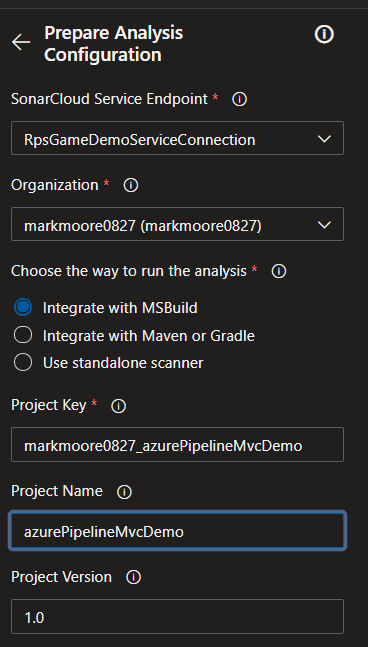 Prepare Analysis
Configuration
SonarCloud Service Endpoint *
RpsGameDemoServiceConnection
Organization *
markmoore0827 (markmoore0827)
Choose the way to run the analysis *
Integrate with MSBuild
Integrate with Maven or Gradle
Use standalone scanner
Project Key *
markmoore0827_azurePipelineMvcDemo
Project Name
azurePipelineMvcDemo
Project Version
1.0